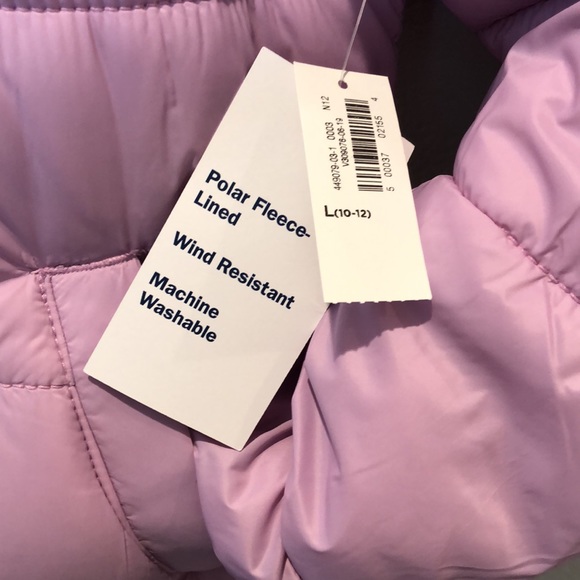 Polar Fleece-
Lined
Wind Resistant
Machine
Washable
449079-03-1 0003 N12
V309076-06-19
5 00037 02155 4
L(10-12)